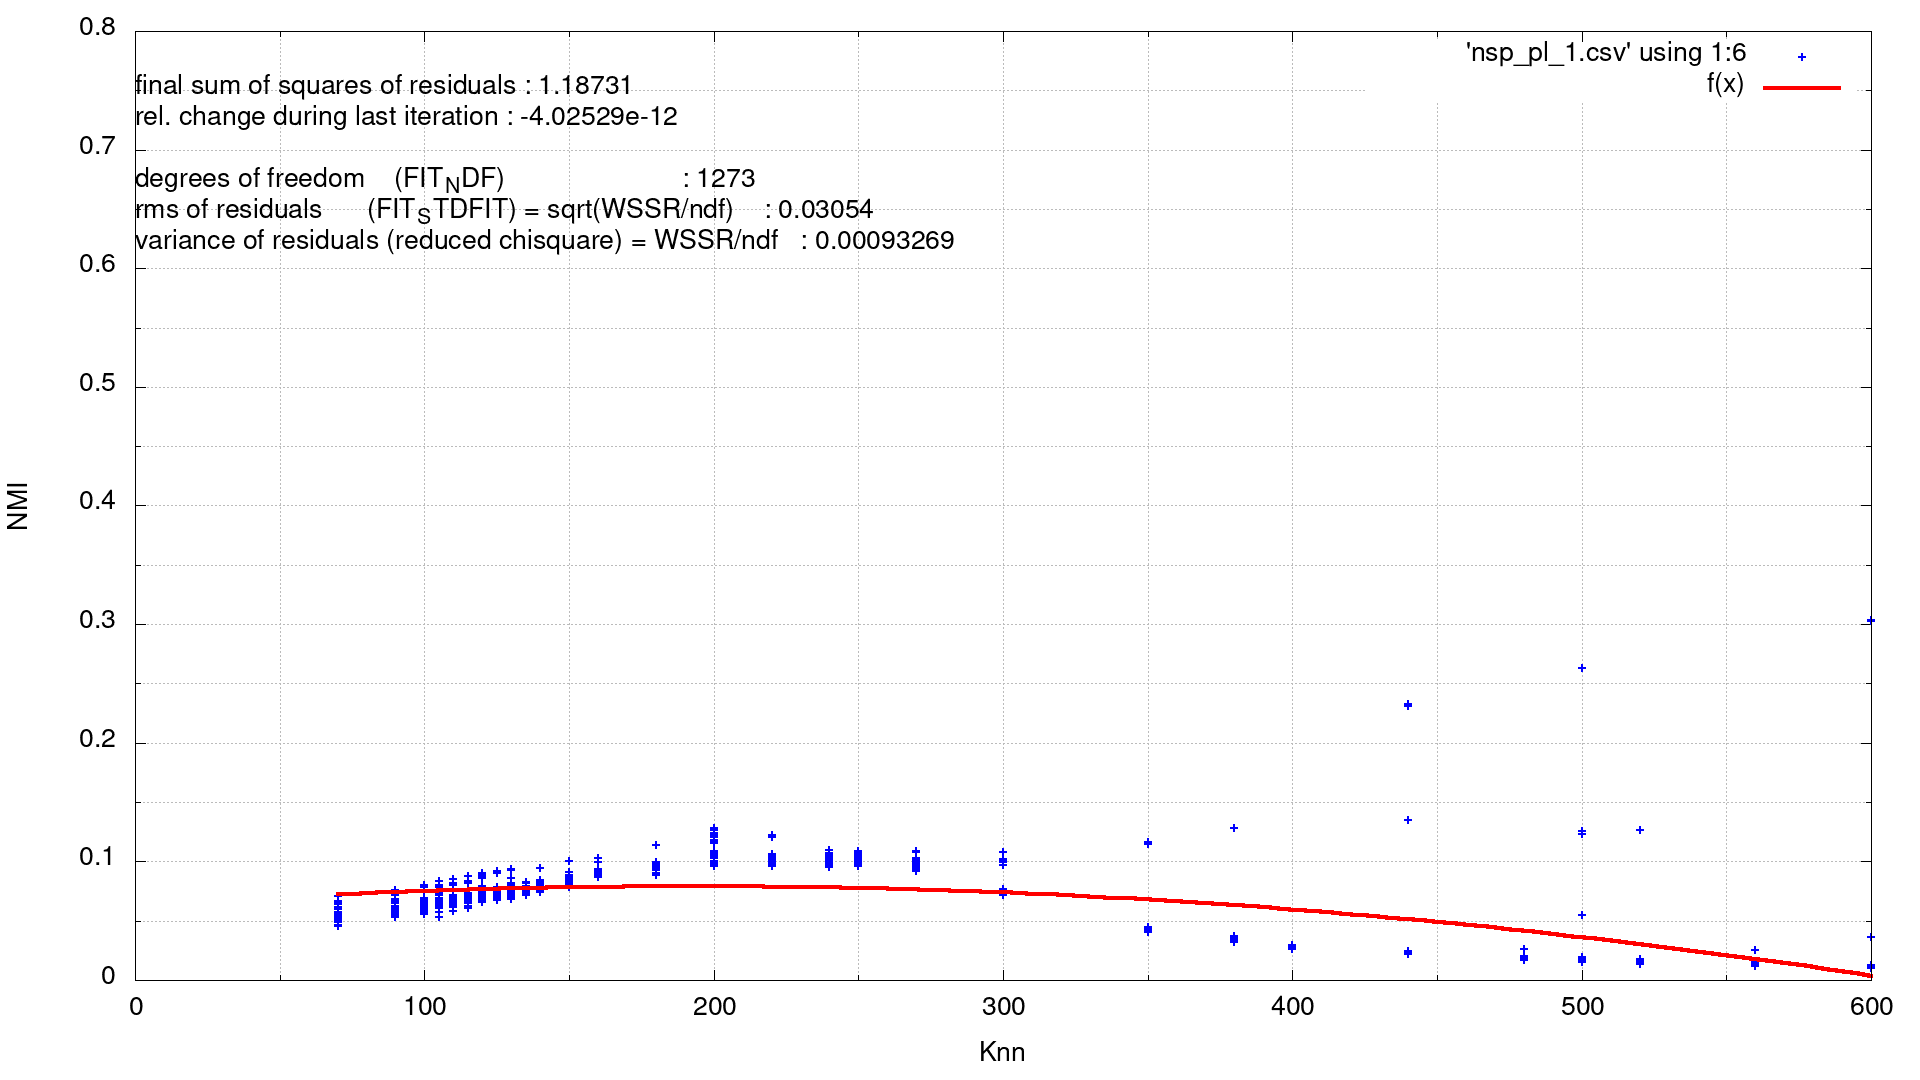 0.8
'nsp_pl_1.csv' using 1:6
f(x)
final sum of squares of residuals : 1.18731
rel. change during last iteration : -4.02529e-12
0.7
degrees of freedom (FIT_NDF) : 1273
rms of residuals (FIT_STDFIT) = sqrt(WSSR/ndf) : 0.03054
variance of residuals (reduced chisquare) = WSSR/ndf : 0.00093269
0.6
0.5
0.4
NMI
0.3
0.2
0.1
0
0 100 200 300 400 500 600
Knn